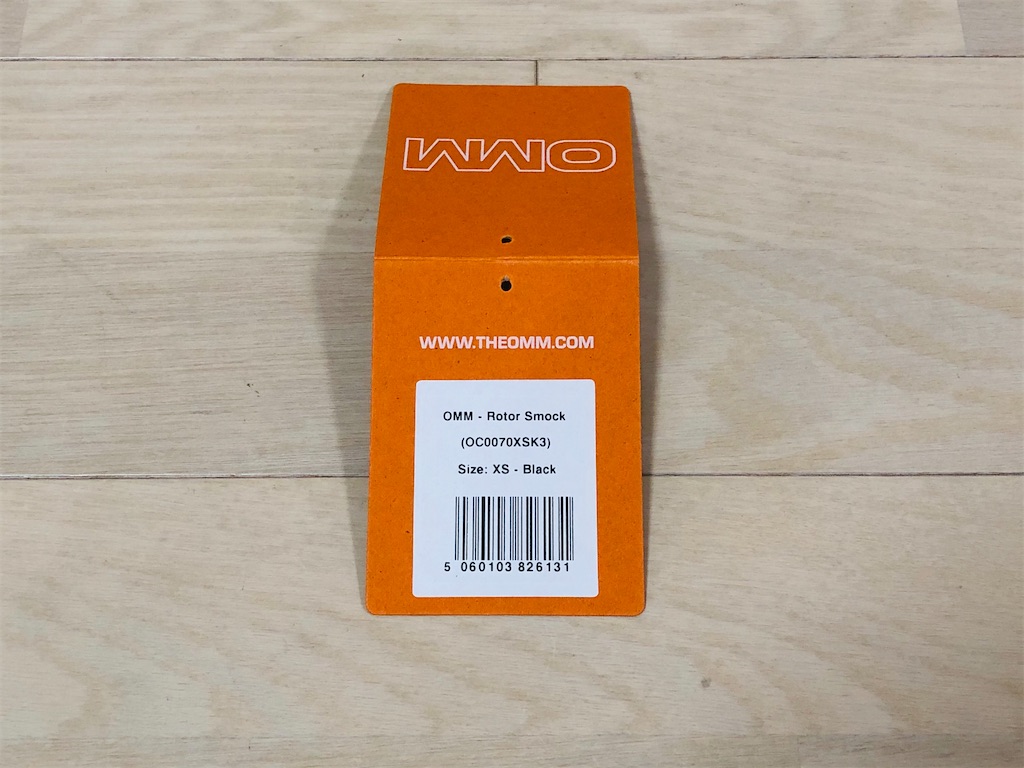 OMM
WWW.THEOMM.COM
OMM - Rotor Smock
(OC0070XSK3)
Size: XS - Black
5 060103 826131